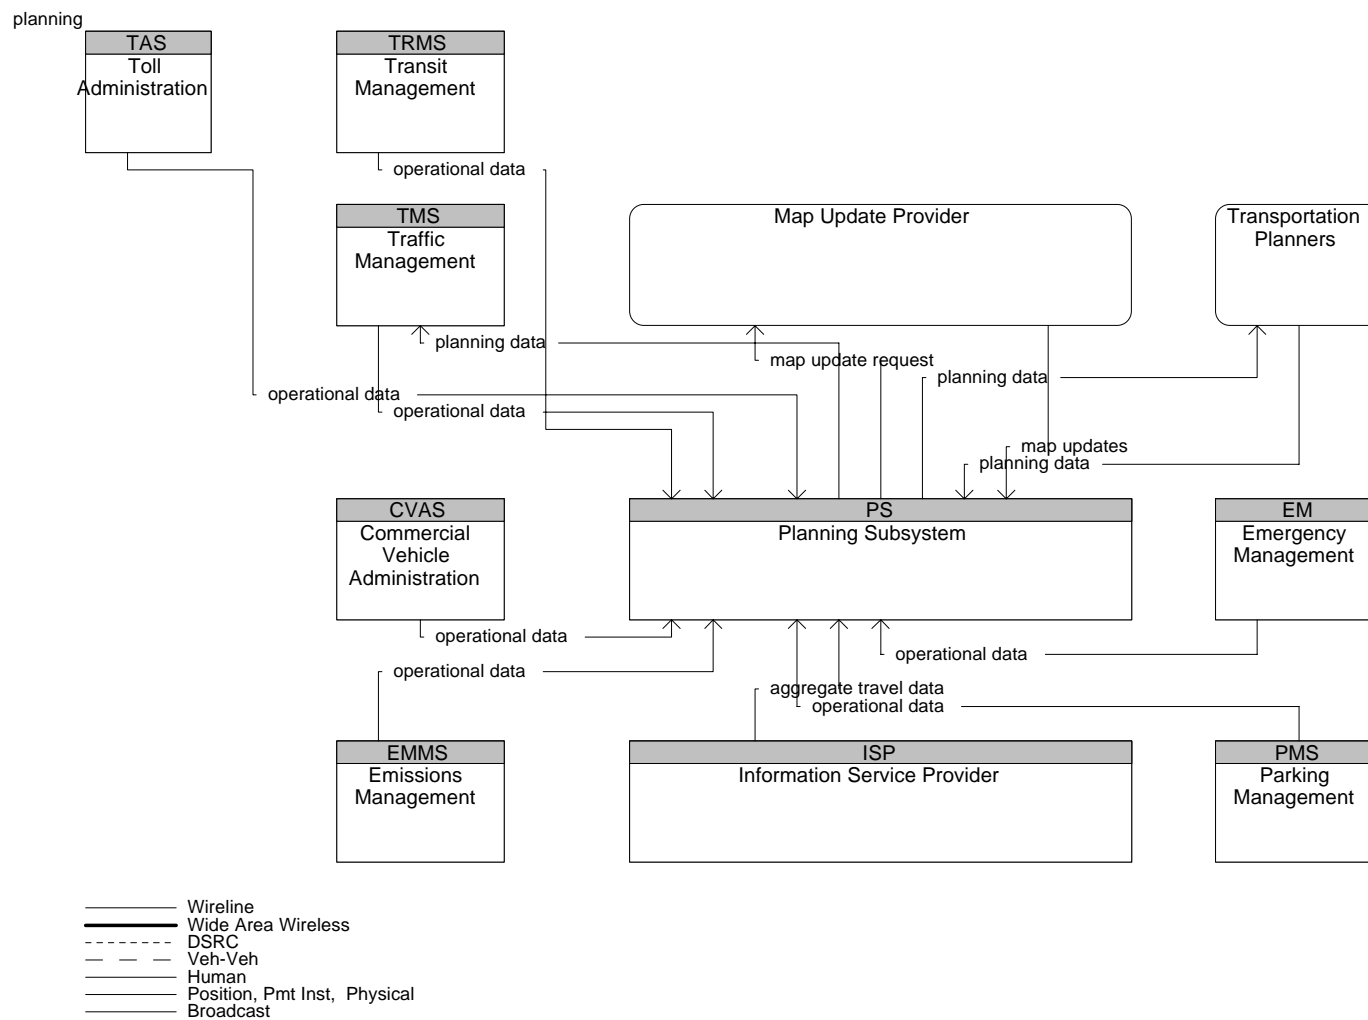 planning
TAS
Toll
Administration
TRMS
Transit
Management
operational data
TMS
Traffic
Management
Map Update Provider
Transportation
Planners
planning data
map update request
planning data
operational data
operational data
map updates
planning data
CVAS
Commercial
Vehicle
Administration
PS
Planning Subsystem
EM
Emergency
Management
operational data
operational data
operational data
aggregate travel data
operational data
EMMS
Emissions
Management
ISP
Information Service Provider
PMS
Parking
Management
Wireline
Wide Area Wireless
DSRC
Veh-Veh
Human
Position, Pmt Inst, Physical
Broadcast